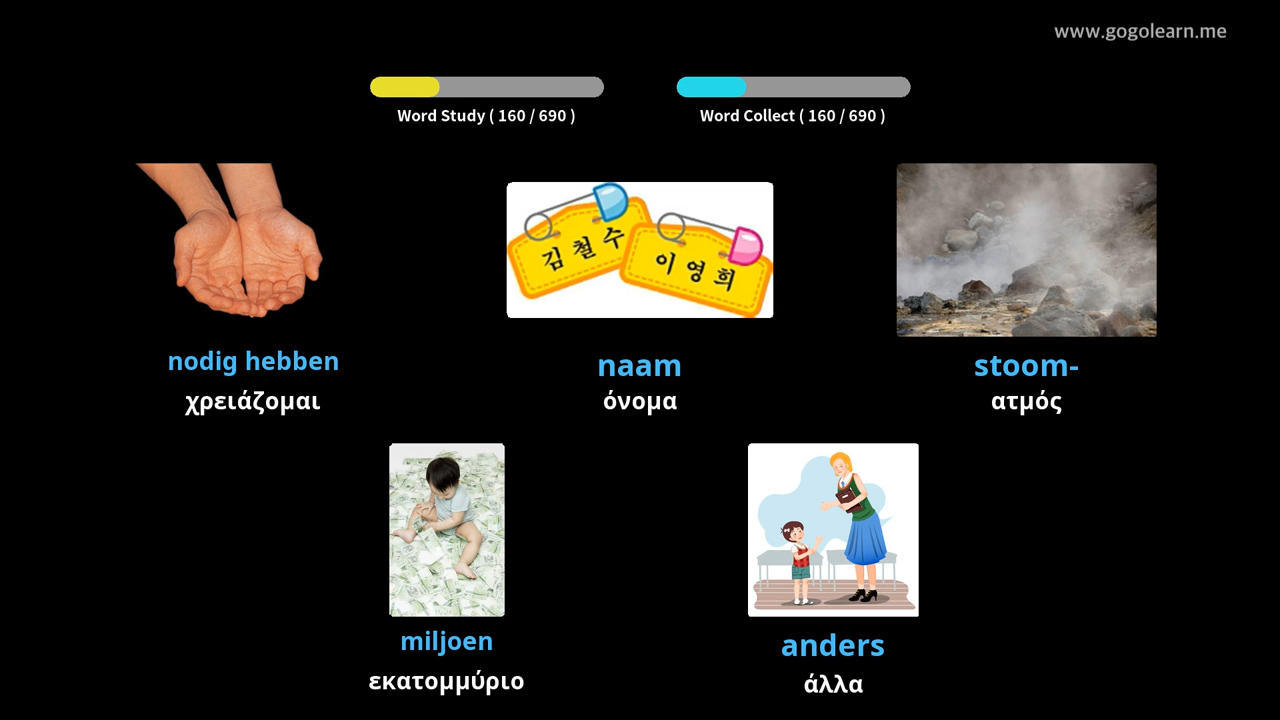 www.gogolearn.me
Word Study ( 160 / 690 )
Word Collect ( 160 / 690 )
김철수
이영희
nodig hebben
χρειάζομαι
naam
όνομα
stoom-
ατμός
miljoen
εκατομμύριο
anders
άλλα